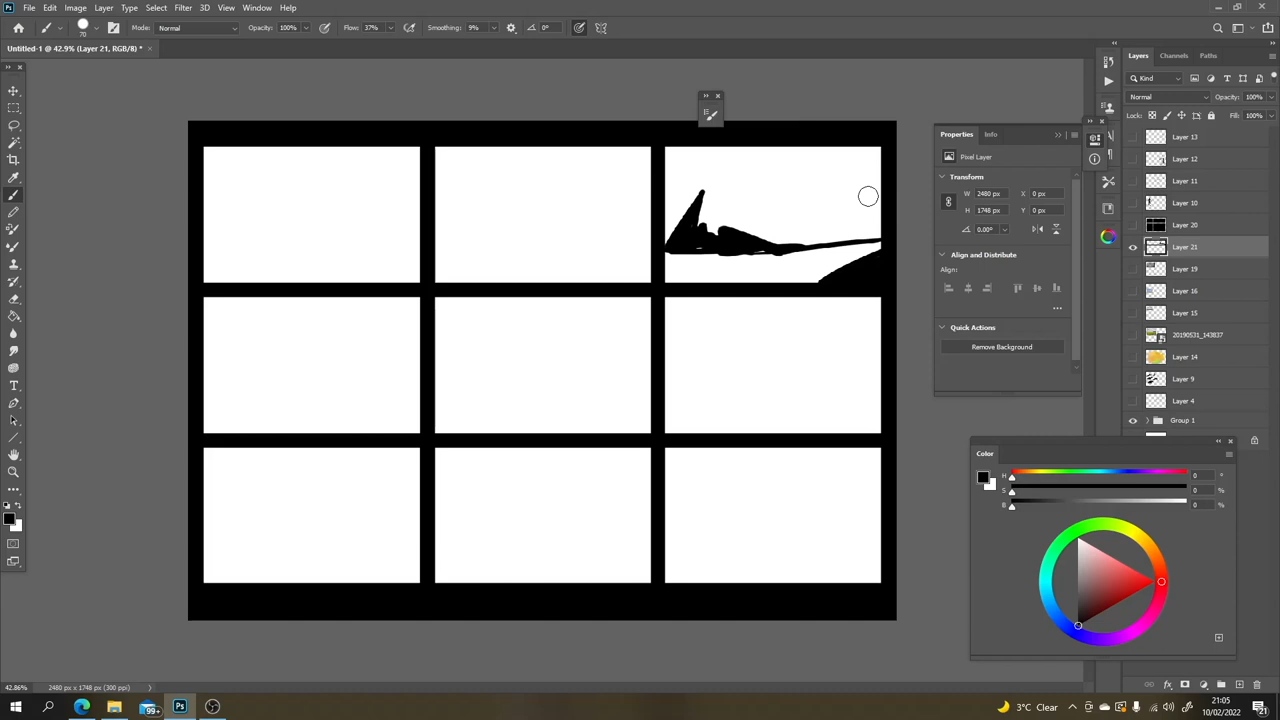 Ps File Edit Image Layer Type Select Filter 3D View Window Help
70 Mode: Normal Opacity: 100% Flow: 37% Smoothing: 9% 0°
Untitled-1 @ 42.9% (Layer 21, RGB/8) *
Layers Channels Paths
Kind
Normal Opacity: 100%
Lock: Fill: 100%
Layer 13
Layer 12
Layer 11
Layer 10
Layer 20
Layer 21
Layer 19
Layer 16
Layer 15
20190531_143837
Layer 14
Layer 9
Layer 4
Group 1
Properties Info
Pixel Layer
Transform
W 2480 px X 0 px
H 1748 px Y 0 px
0.00°
Align and Distribute
Align:
Quick Actions
Remove Background
Color
H 0 °
S 0 %
B 0 %
42.86% 2480 px x 1748 px (300 ppi)
99+ Ps 3°C Clear 21:05
10/02/2022